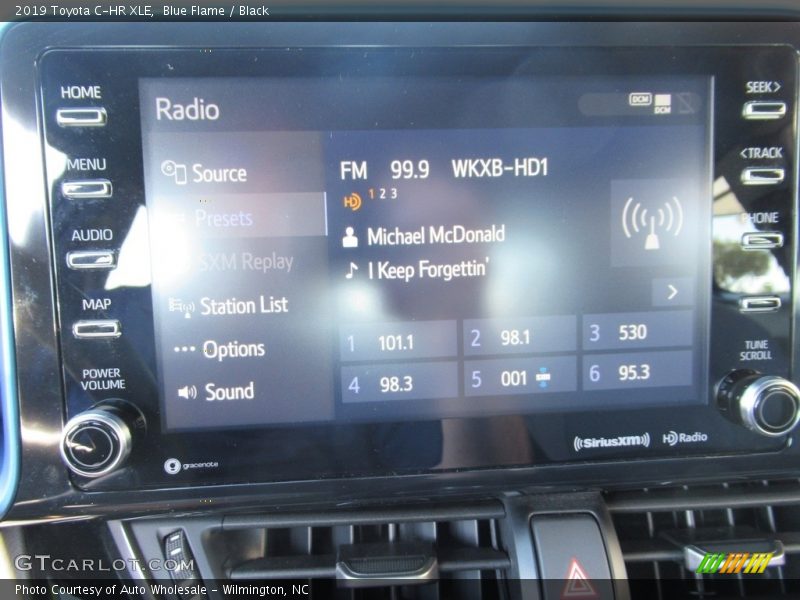 2019 Toyota C-HR XLE, Blue Flame / Black
HOME
MENU
AUDIO
MAP
POWER
VOLUME
Radio
DCM
DCM
Source
Presets
SXM Replay
Station List
Options
Sound
FM 99.9 WKXB-HD1
HD 1 2 3
Michael McDonald
I Keep Forgettin'
1 101.1
2 98.1
3 530
4 98.3
5 001
6 95.3
SEEK>
<TRACK
PHONE
TUNE
SCROLL
gracenote
((SiriusXM))
HD Radio
GTCARLOT.COM
Photo Courtesy of Auto Wholesale - Wilmington, NC